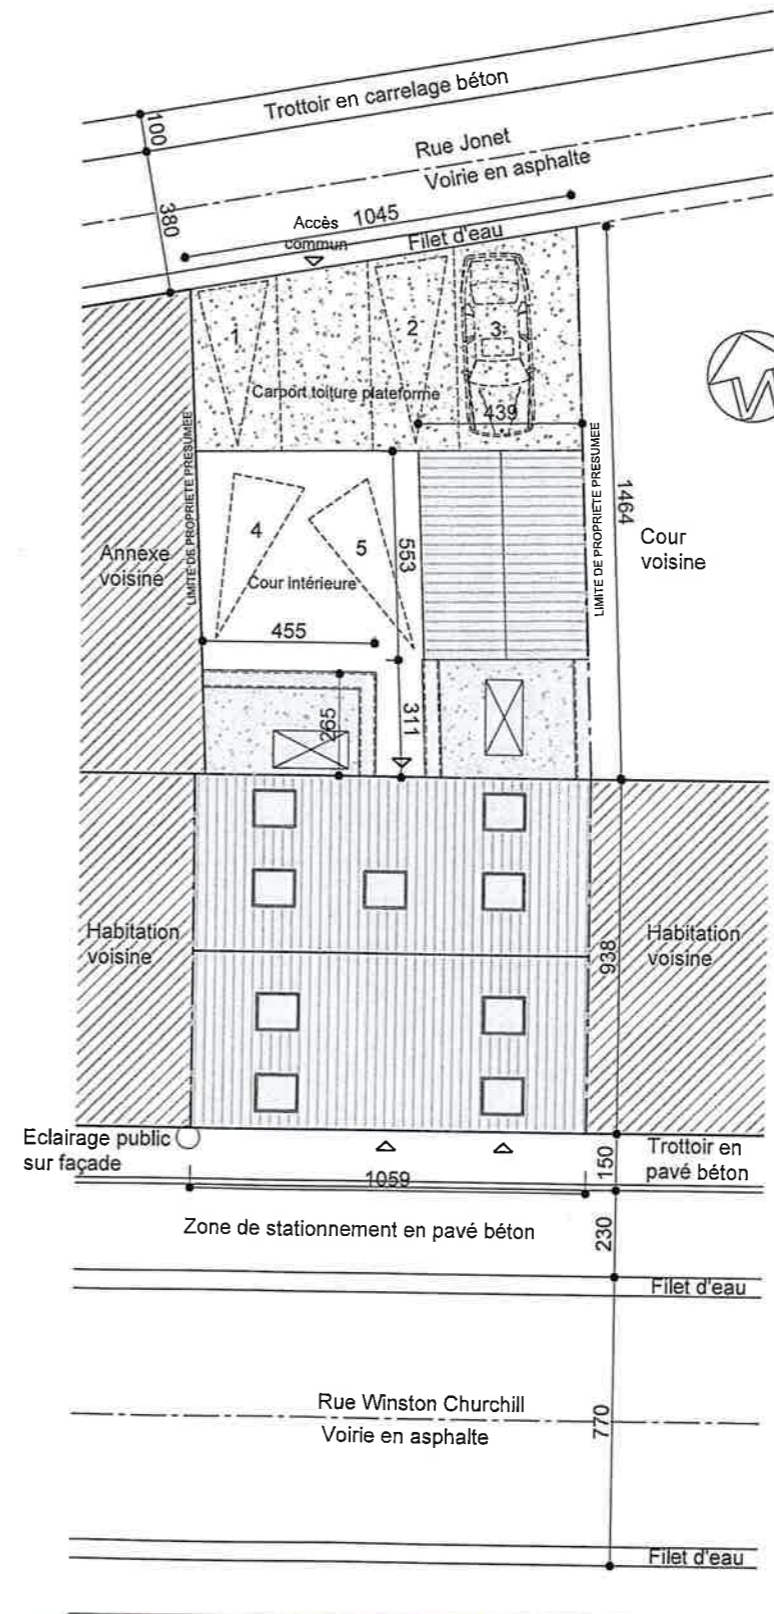 Trottoir en carrelage béton
100
Rue Jonet
Voirie en asphalte
380
Accès
commun
1045
Filet d'eau
1
2
3
Carport toiture plateforme
439
LIMITE DE PROPRIETE PRESUMEE
LIMITE DE PROPRIETE PRESUMEE
1464
N
Annexe
voisine
4
5
553
Cour intérieure
Cour
voisine
455
265
311
Habitation
voisine
938
Habitation
voisine
Eclairage public
sur façade
150
Trottoir en
pavé béton
1059
Zone de stationnement en pavé béton
230
Filet d'eau
Rue Winston Churchill
Voirie en asphalte
770
Filet d'eau